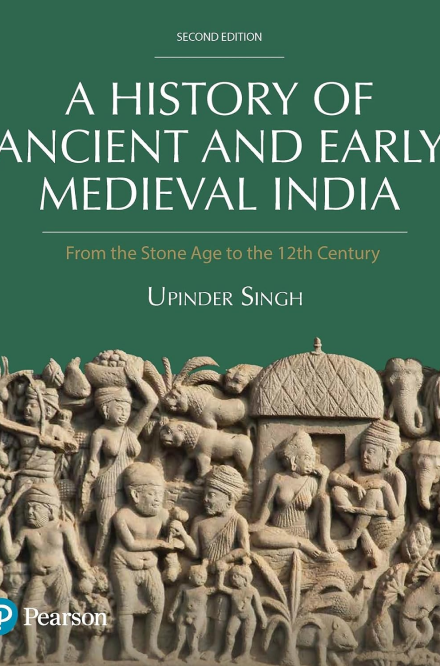 SECOND EDITION
A HISTORY OF
ANCIENT AND EARLY
MEDIEVAL INDIA
From the Stone Age to the 12th Century
UPINDER SINGH
Pearson